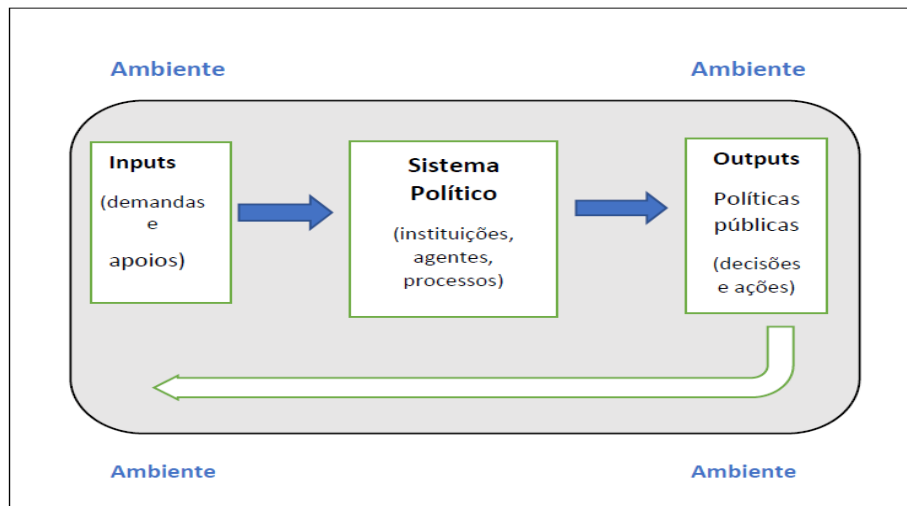 Ambiente
Ambiente
Inputs
(demandas
e
apoios)
Sistema
Político
(instituições,
agentes,
processos)
Outputs
Políticas
públicas
(decisões
e ações)
Ambiente
Ambiente